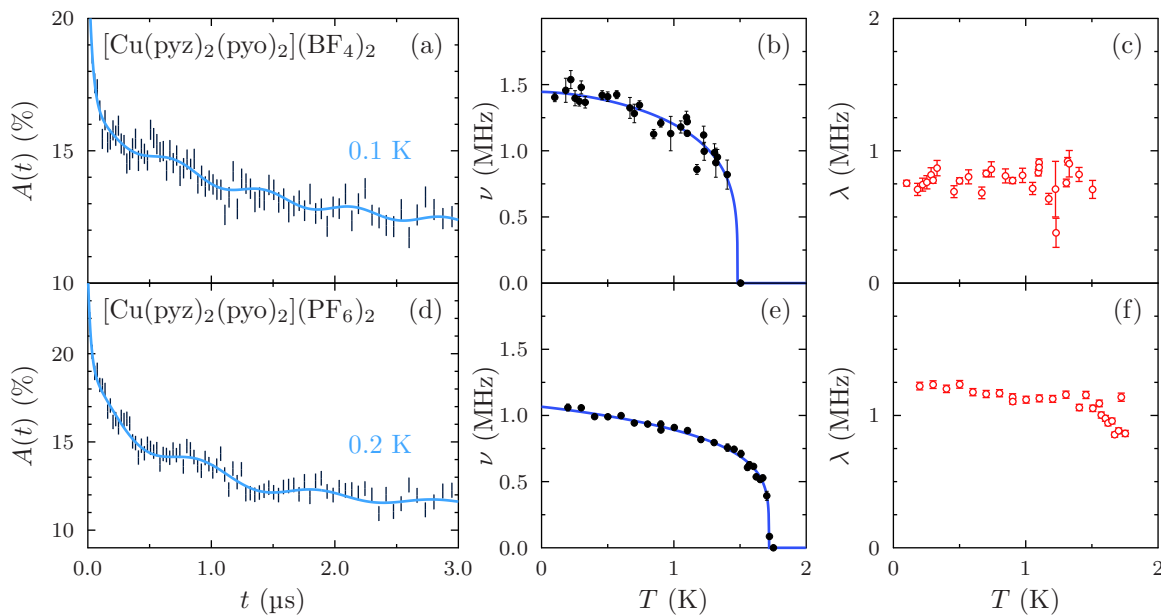 [Cu(pyz)₂(pyo)₂](BF₄)₂ (a)
0.1 K
A(t) (%)
20
15
10
(b)
ν (MHz)
1.5
1.0
0.5
0.0
(c)
λ (MHz)
2
1
0
[Cu(pyz)₂(pyo)₂](PF₆)₂ (d)
0.2 K
A(t) (%)
20
15
10
0.0 1.0 2.0 3.0
t (µs)
(e)
ν (MHz)
1.5
1.0
0.5
0.0
0 1 2
T (K)
(f)
λ (MHz)
2
1
0
0 1 2
T (K)